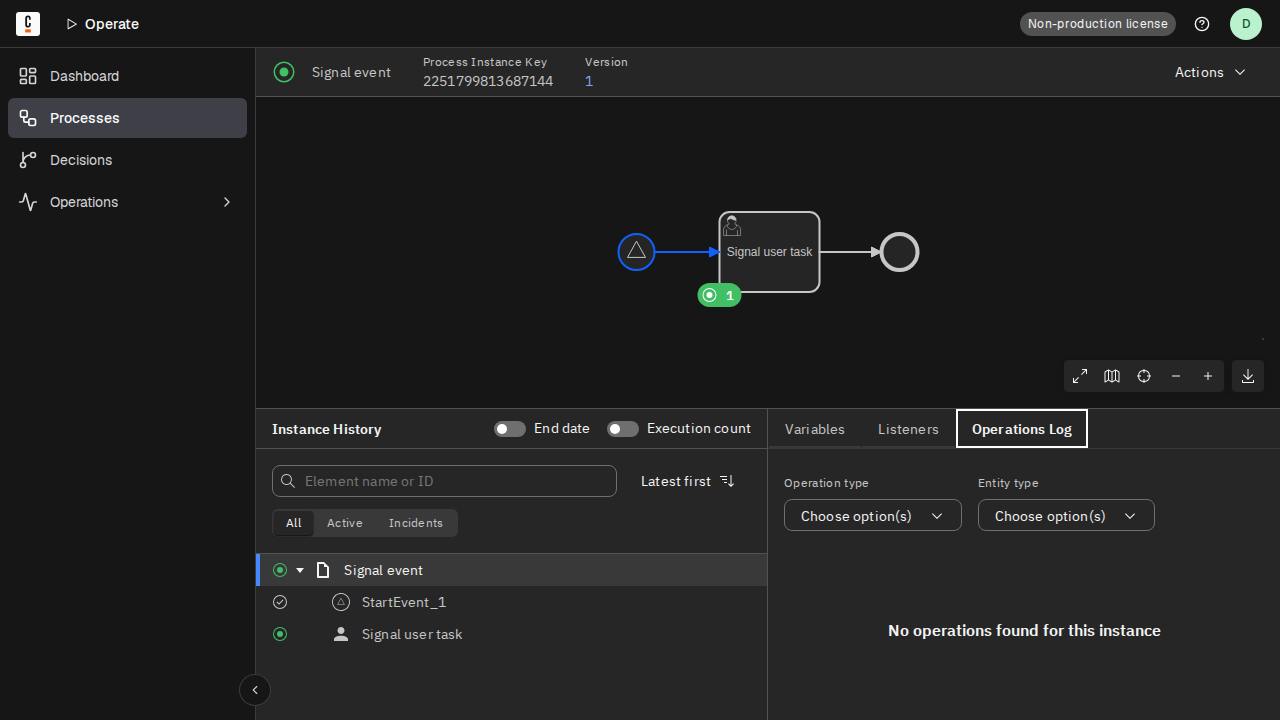 Operate
Non-production license
D
Dashboard
Processes
Decisions
Operations
Signal event
Process Instance Key
2251799813687144
Version
1
Actions
Signal user task
1
Instance History
End date
Execution count
Element name or ID
Latest first
All
Active
Incidents
Signal event
StartEvent_1
Signal user task
Variables
Listeners
Operations Log
Operation type
Entity type
Choose option(s)
Choose option(s)
No operations found for this instance